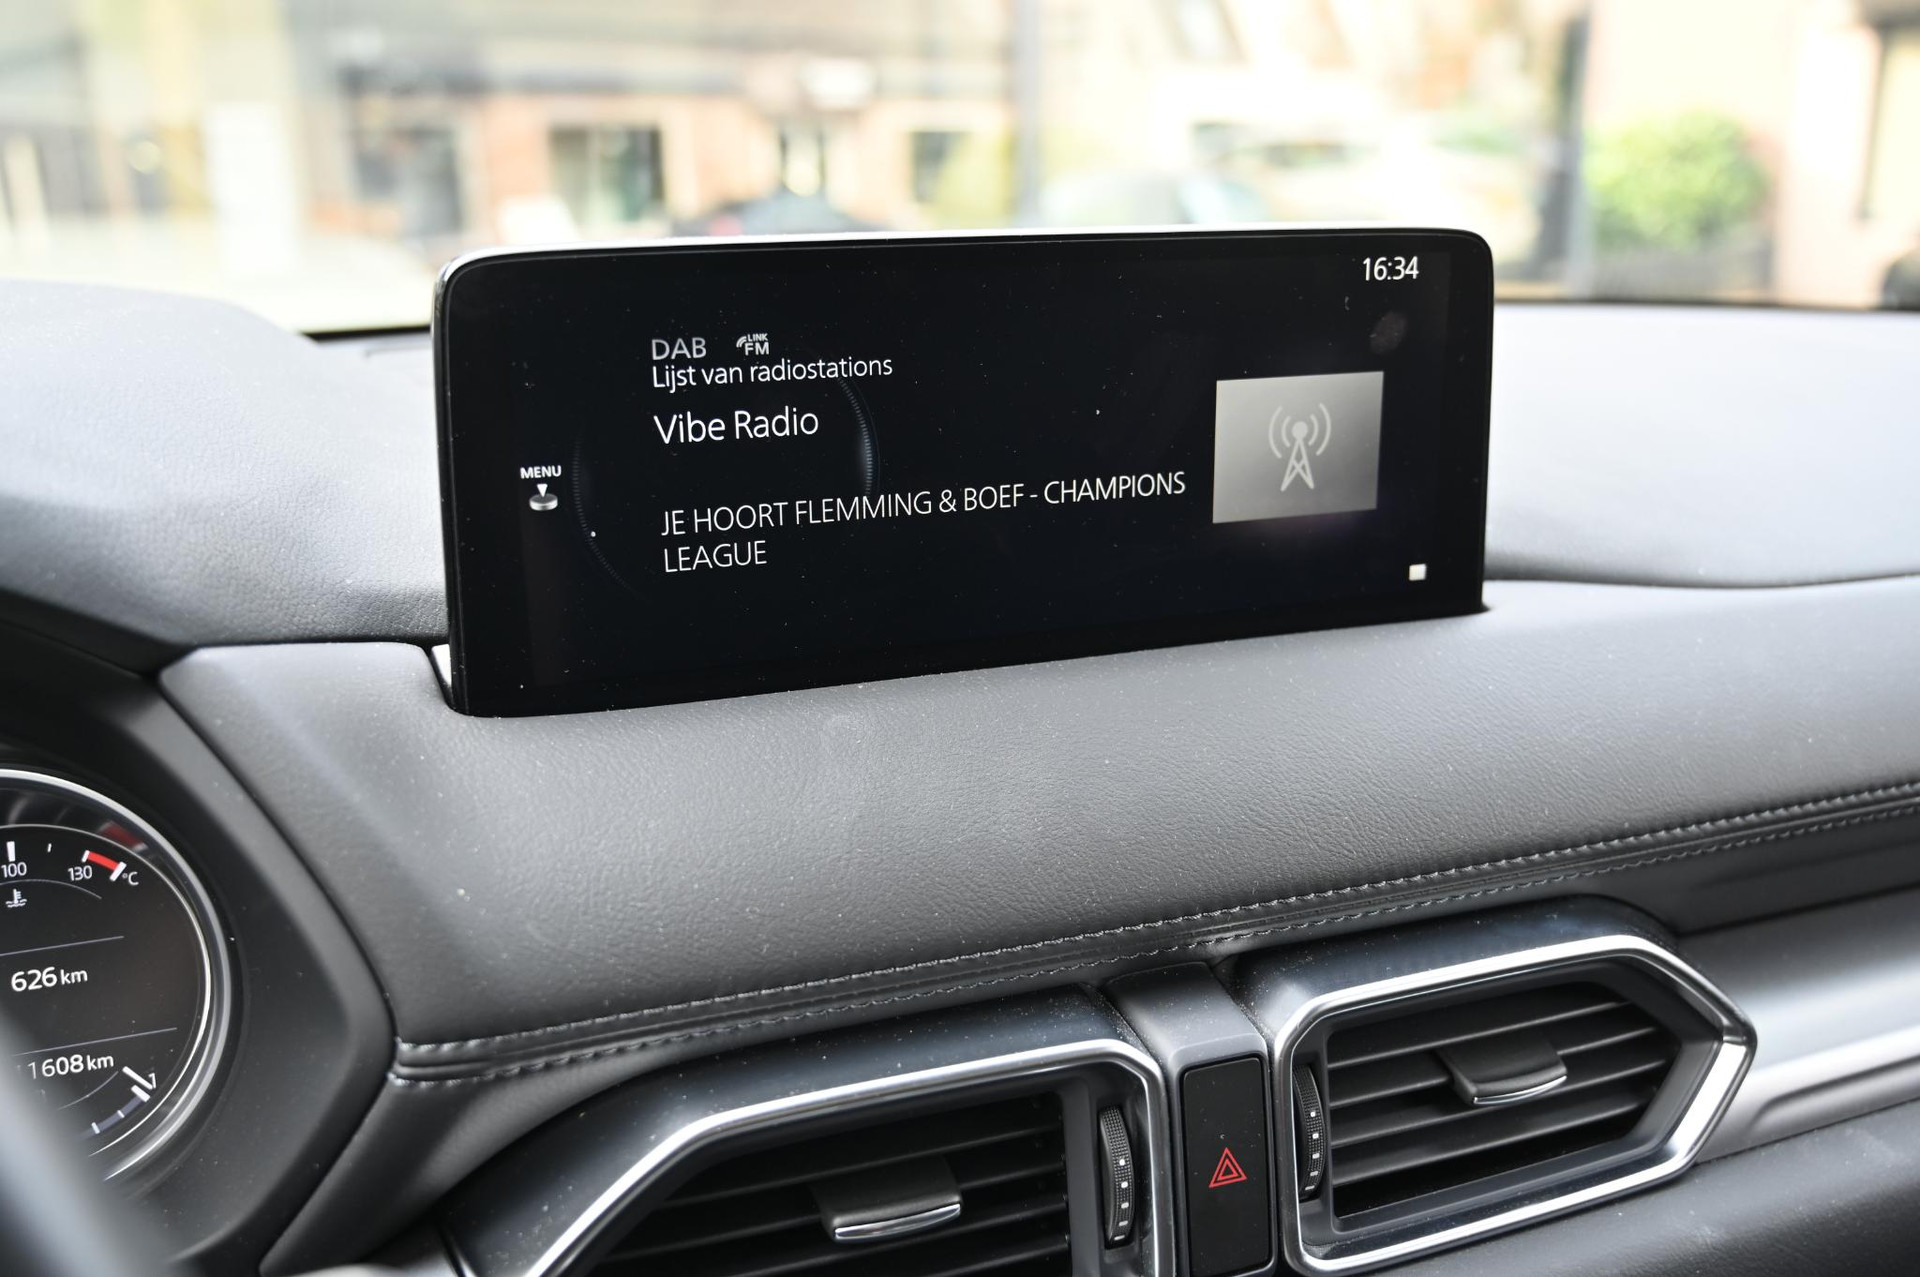 16:34
DAB LINK FM
Lijst van radiostations
Vibe Radio
MENU
JE HOORT FLEMMING & BOEF - CHAMPIONS
LEAGUE
100 130 °C
626 km
1608 km
1